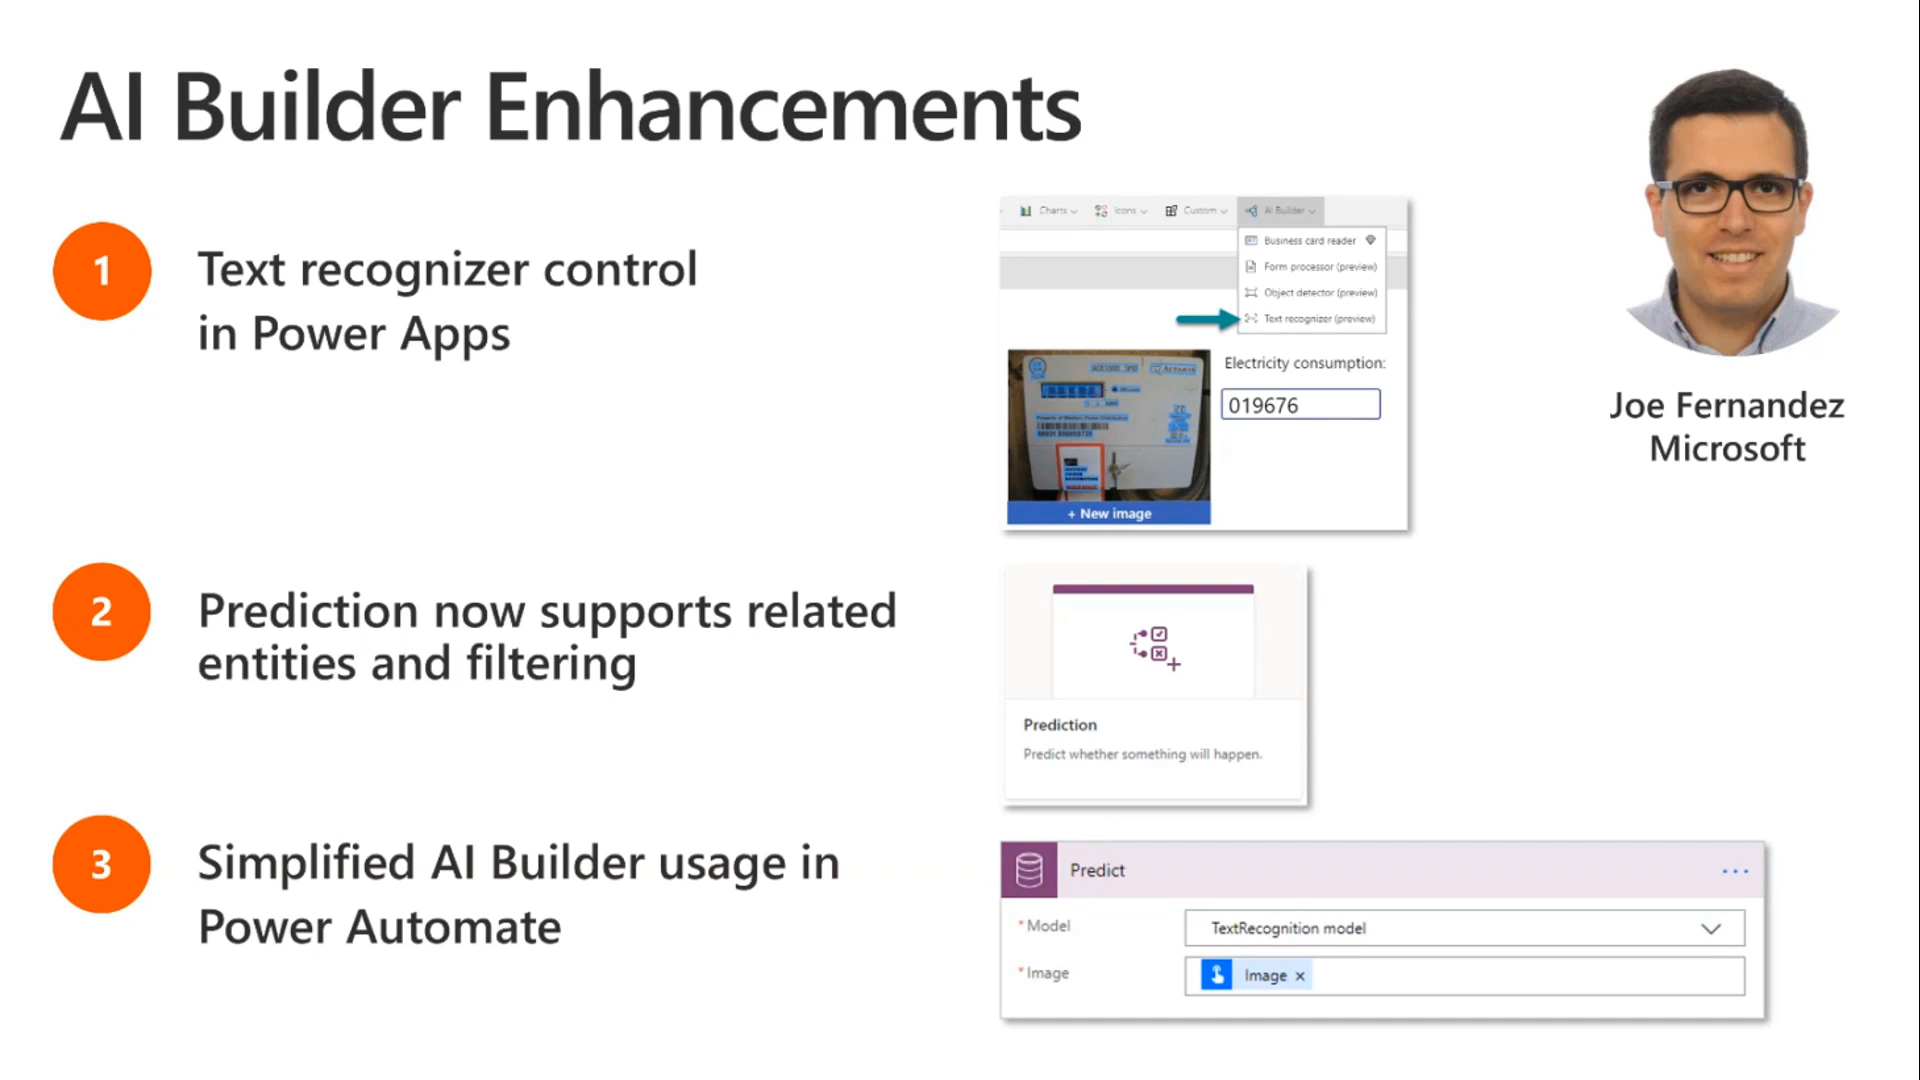 AI Builder Enhancements
1
Text recognizer control
in Power Apps
Charts
Icons
Custom
AI Builder
Business card reader
Form processor (preview)
Object detector (preview)
Text recognizer (preview)
Electricity consumption:
019676
+ New image
Joe Fernandez
Microsoft
2
Prediction now supports related
entities and filtering
Prediction
Predict whether something will happen.
3
Simplified AI Builder usage in
Power Automate
Predict
...
* Model
TextRecognition model
* Image
Image ×